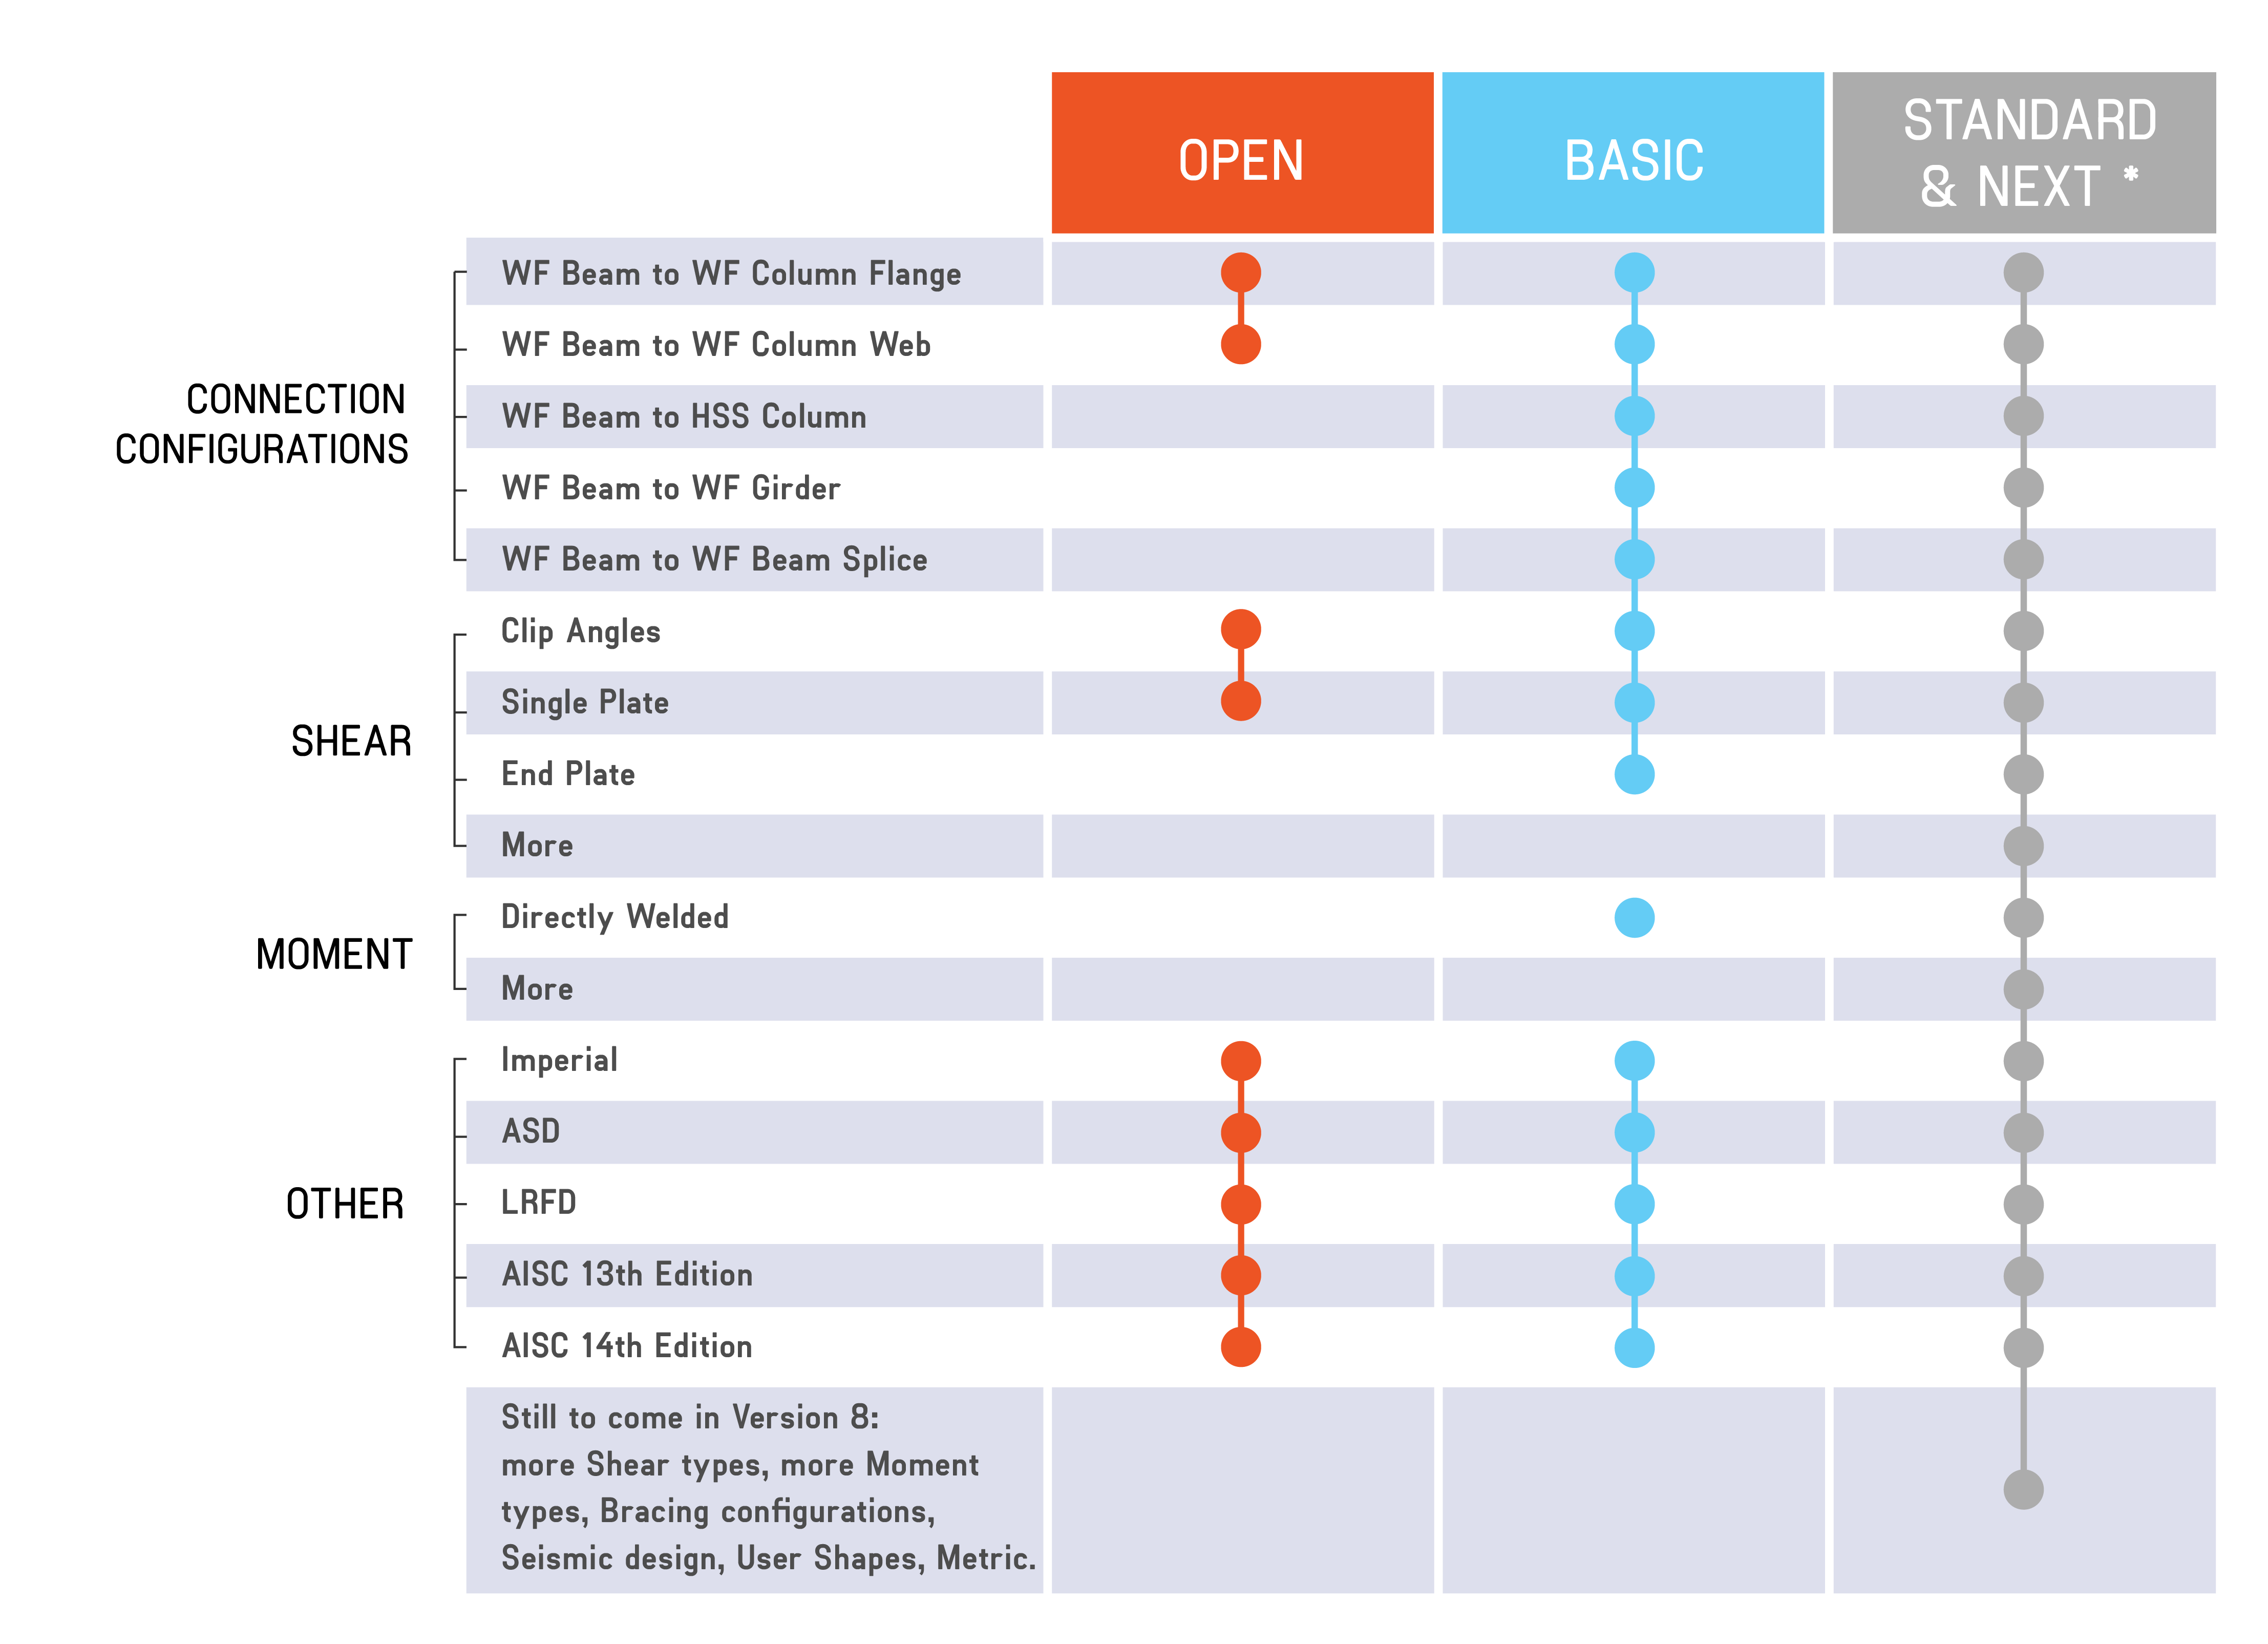 OPEN
BASIC
STANDARD
& NEXT *
CONNECTION
CONFIGURATIONS
WF Beam to WF Column Flange
WF Beam to WF Column Web
WF Beam to HSS Column
WF Beam to WF Girder
WF Beam to WF Beam Splice
SHEAR
Clip Angles
Single Plate
End Plate
More
MOMENT
Directly Welded
More
OTHER
Imperial
ASD
LRFD
AISC 13th Edition
AISC 14th Edition
Still to come in Version 8:
more Shear types, more Moment
types, Bracing configurations,
Seismic design, User Shapes, Metric.